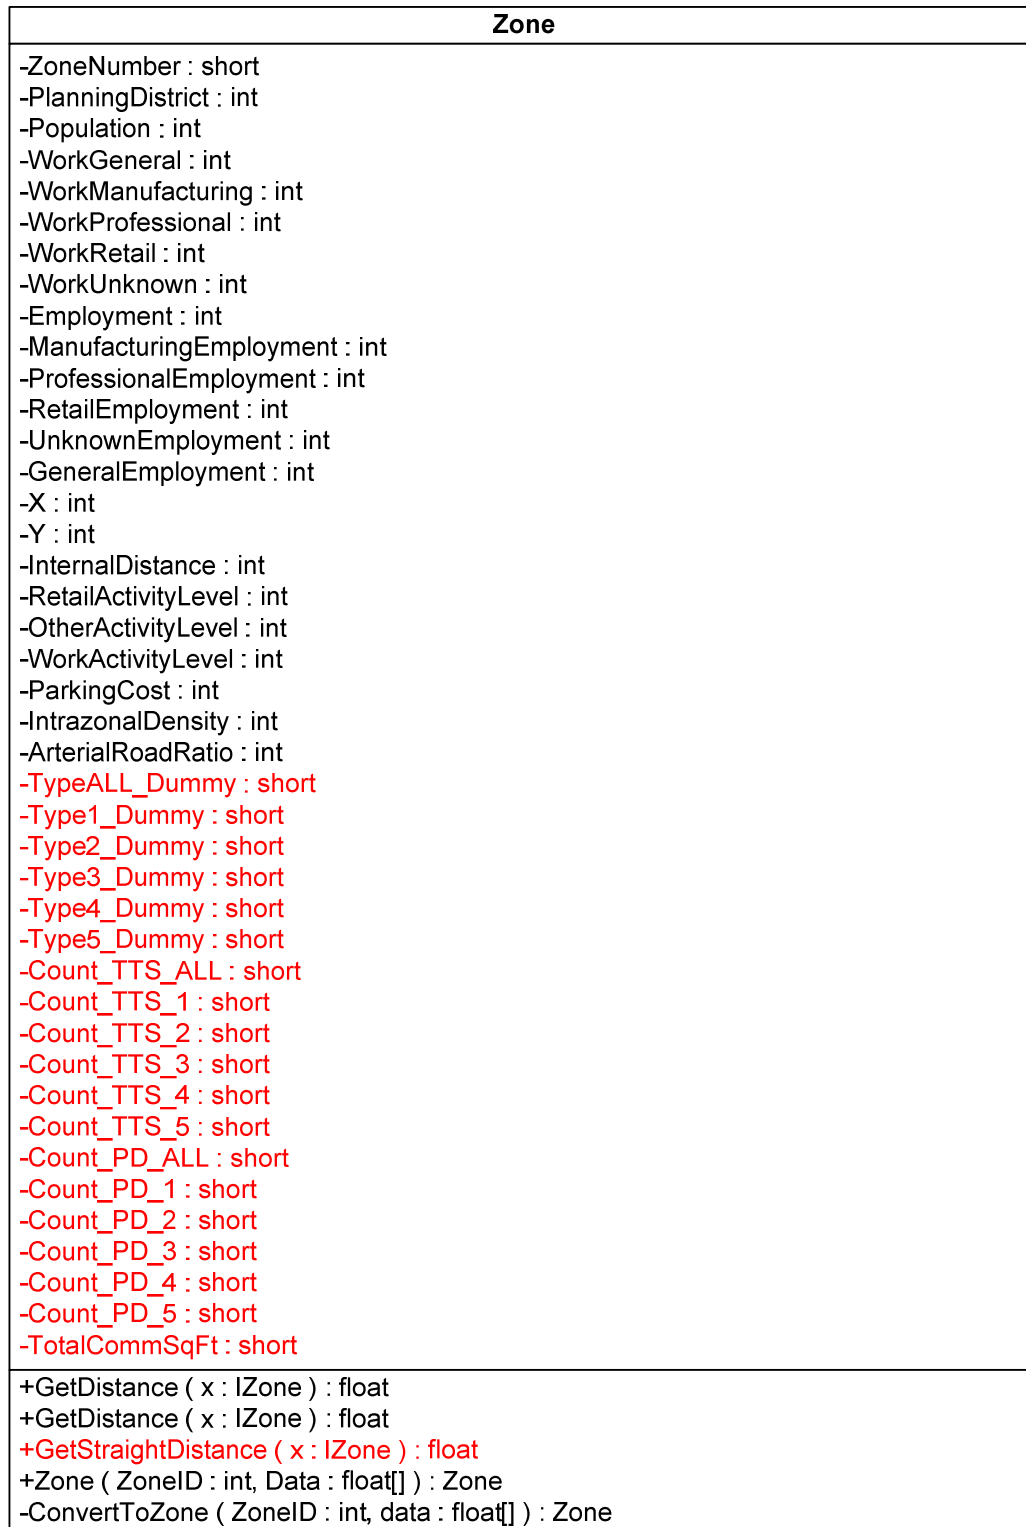 Zone
-ZoneNumber : short
-PlanningDistrict : int
-Population : int
-WorkGeneral : int
-WorkManufacturing : int
-WorkProfessional : int
-WorkRetail : int
-WorkUnknown : int
-Employment : int
-ManufacturingEmployment : int
-ProfessionalEmployment : int
-RetailEmployment : int
-UnknownEmployment : int
-GeneralEmployment : int
-X : int
-Y : int
-InternalDistance : int
-RetailActivityLevel : int
-OtherActivityLevel : int
-WorkActivityLevel : int
-ParkingCost : int
-IntrazonalDensity : int
-ArterialRoadRatio : int
-TypeALL_Dummy : short
-Type1_Dummy : short
-Type2_Dummy : short
-Type3_Dummy : short
-Type4_Dummy : short
-Type5_Dummy : short
-Count_TTS_ALL : short
-Count_TTS_1 : short
-Count_TTS_2 : short
-Count_TTS_3 : short
-Count_TTS_4 : short
-Count_TTS_5 : short
-Count_PD_ALL : short
-Count_PD_1 : short
-Count_PD_2 : short
-Count_PD_3 : short
-Count_PD_4 : short
-Count_PD_5 : short
-TotalCommSqFt : short
+GetDistance ( x : IZone ) : float
+GetDistance ( x : IZone ) : float
+GetStraightDistance ( x : IZone ) : float
+Zone ( ZoneID : int, Data : float[] ) : Zone
-ConvertToZone ( ZoneID : int, data : float[] ) : Zone